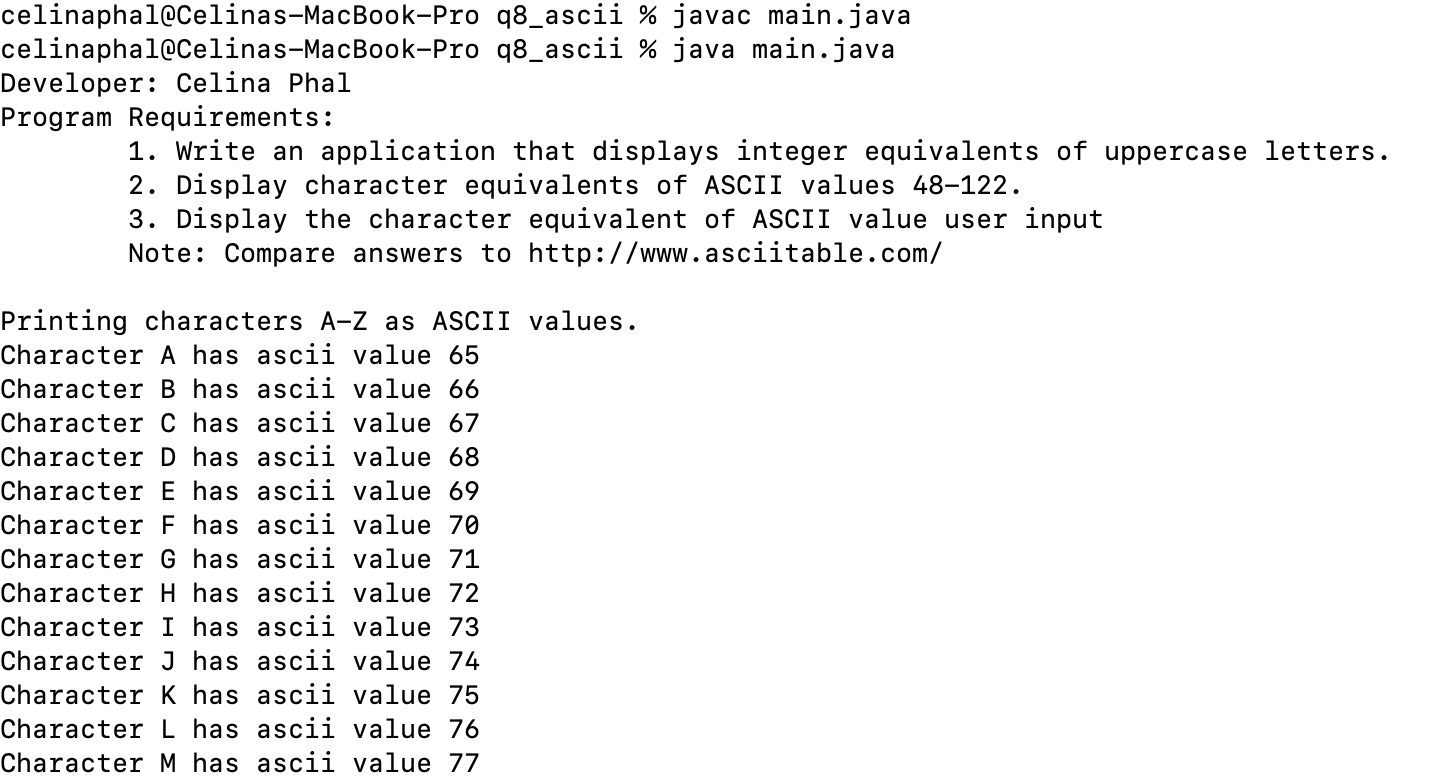 celinaphal@Celinas-MacBook-Pro q8_ascii % javac main.java
celinaphal@Celinas-MacBook-Pro q8_ascii % java main.java
Developer: Celina Phal
Program Requirements:
        1. Write an application that displays integer equivalents of uppercase letters.
        2. Display character equivalents of ASCII values 48-122.
        3. Display the character equivalent of ASCII value user input
        Note: Compare answers to http://www.asciitable.com/

Printing characters A-Z as ASCII values.
Character A has ascii value 65
Character B has ascii value 66
Character C has ascii value 67
Character D has ascii value 68
Character E has ascii value 69
Character F has ascii value 70
Character G has ascii value 71
Character H has ascii value 72
Character I has ascii value 73
Character J has ascii value 74
Character K has ascii value 75
Character L has ascii value 76
Character M has ascii value 77